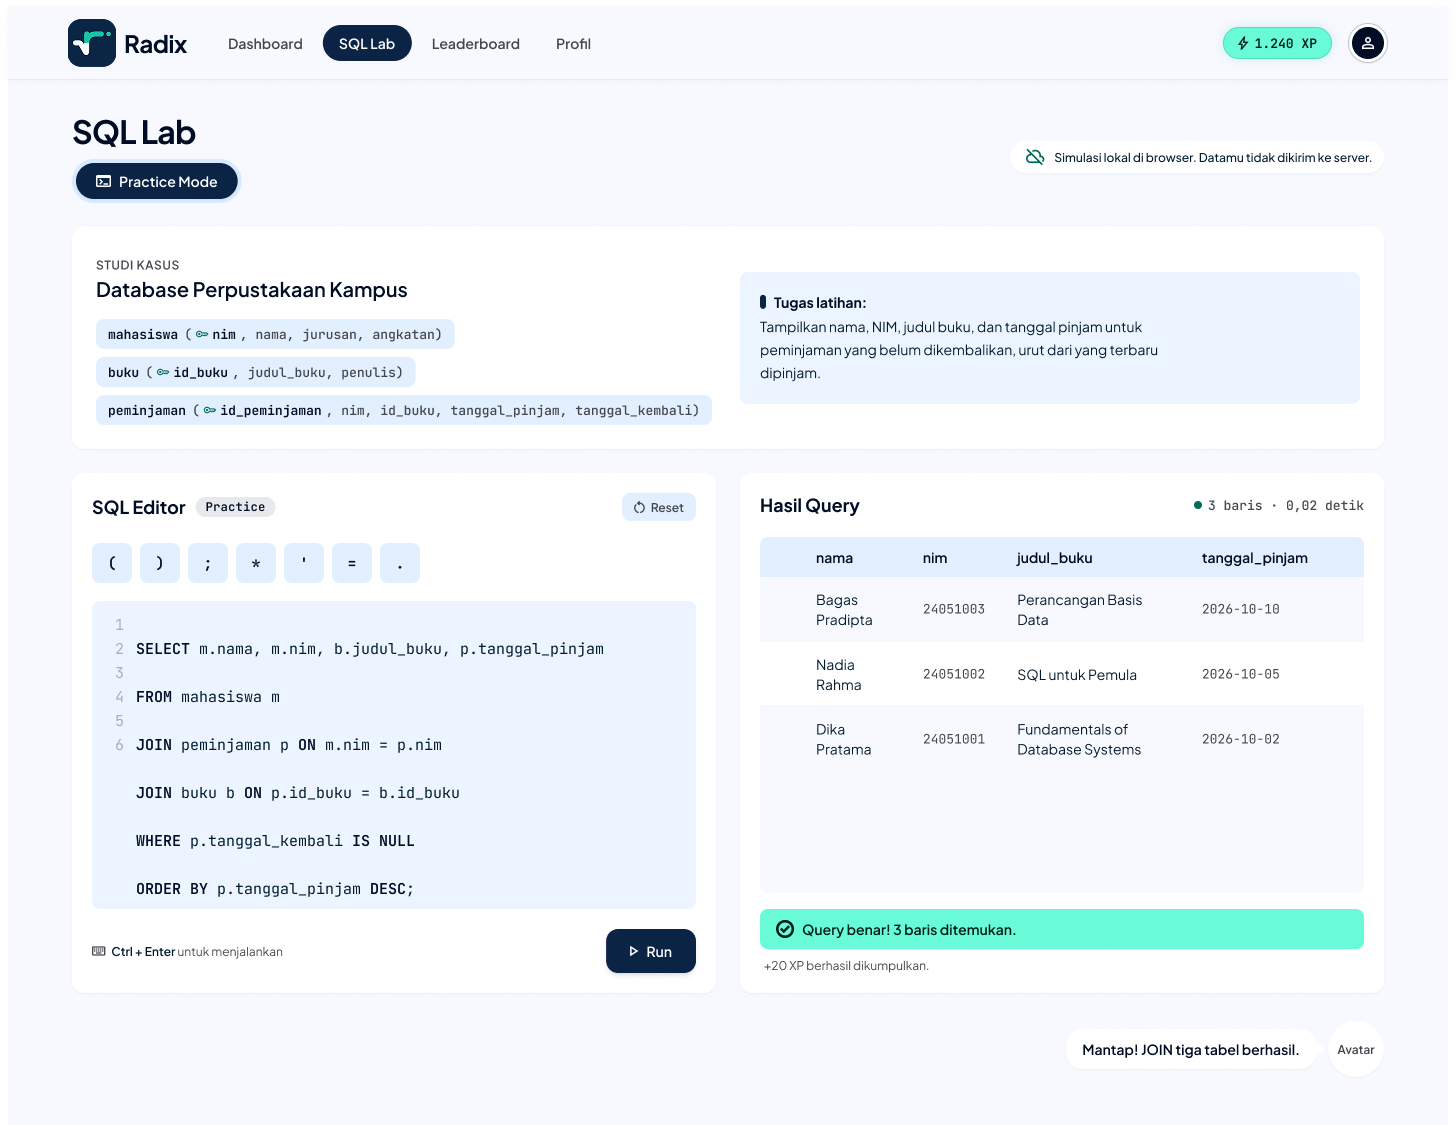 Radix
Dashboard
SQL Lab
Leaderboard
Profil
1.240 XP
SQL Lab
Practice Mode
Simulasi lokal di browser. Datamu tidak dikirim ke server.
STUDI KASUS
Database Perpustakaan Kampus
mahasiswa ( nim , nama, jurusan, angkatan)
buku ( id_buku , judul_buku, penulis)
peminjaman ( id_peminjaman , nim, id_buku, tanggal_pinjam, tanggal_kembali)
Tugas latihan:
Tampilkan nama, NIM, judul buku, dan tanggal pinjam untuk
peminjaman yang belum dikembalikan, urut dari yang terbaru
dipinjam.
SQL Editor
Practice
Reset
( ) ; * ' = .
1
2 SELECT m.nama, m.nim, b.judul_buku, p.tanggal_pinjam
3
4 FROM mahasiswa m
5
6 JOIN peminjaman p ON m.nim = p.nim
JOIN buku b ON p.id_buku = b.id_buku
WHERE p.tanggal_kembali IS NULL
ORDER BY p.tanggal_pinjam DESC;
Ctrl + Enter untuk menjalankan
Run
Hasil Query
3 baris · 0,02 detik
nama nim judul_buku tanggal_pinjam
Bagas
Pradipta
24051003
Perancangan Basis
Data
2026-10-10
Nadia
Rahma
24051002
SQL untuk Pemula
2026-10-05
Dika
Pratama
24051001
Fundamentals of
Database Systems
2026-10-02
Query benar! 3 baris ditemukan.
+20 XP berhasil dikumpulkan.
Mantap! JOIN tiga tabel berhasil.
Avatar